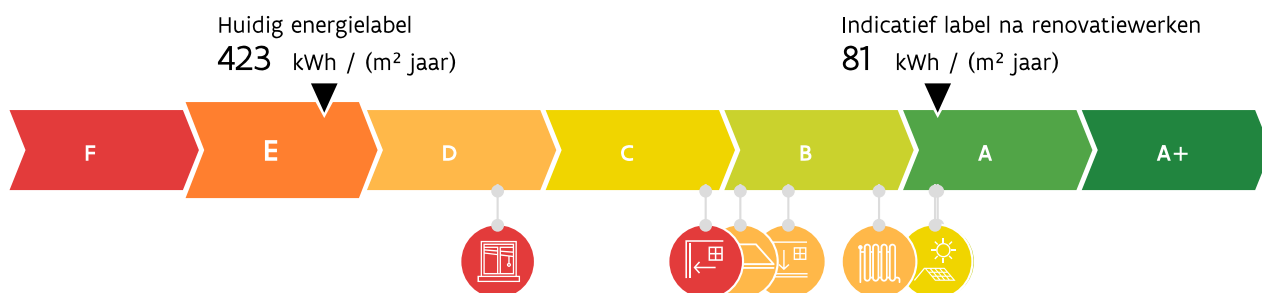 Huidig energielabel
423 kWh / (m² jaar)
Indicatief label na renovatiewerken
81 kWh / (m² jaar)
F E D C B A A+